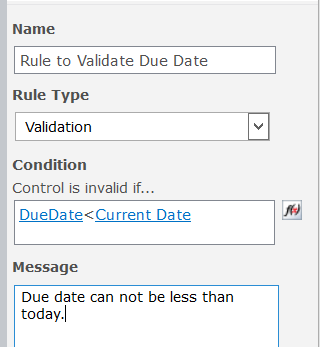 Name
Rule to Validate Due Date
Rule Type
Validation
Condition
Control is invalid if...
DueDate<Current Date
Message
Due date can not be less than
today.